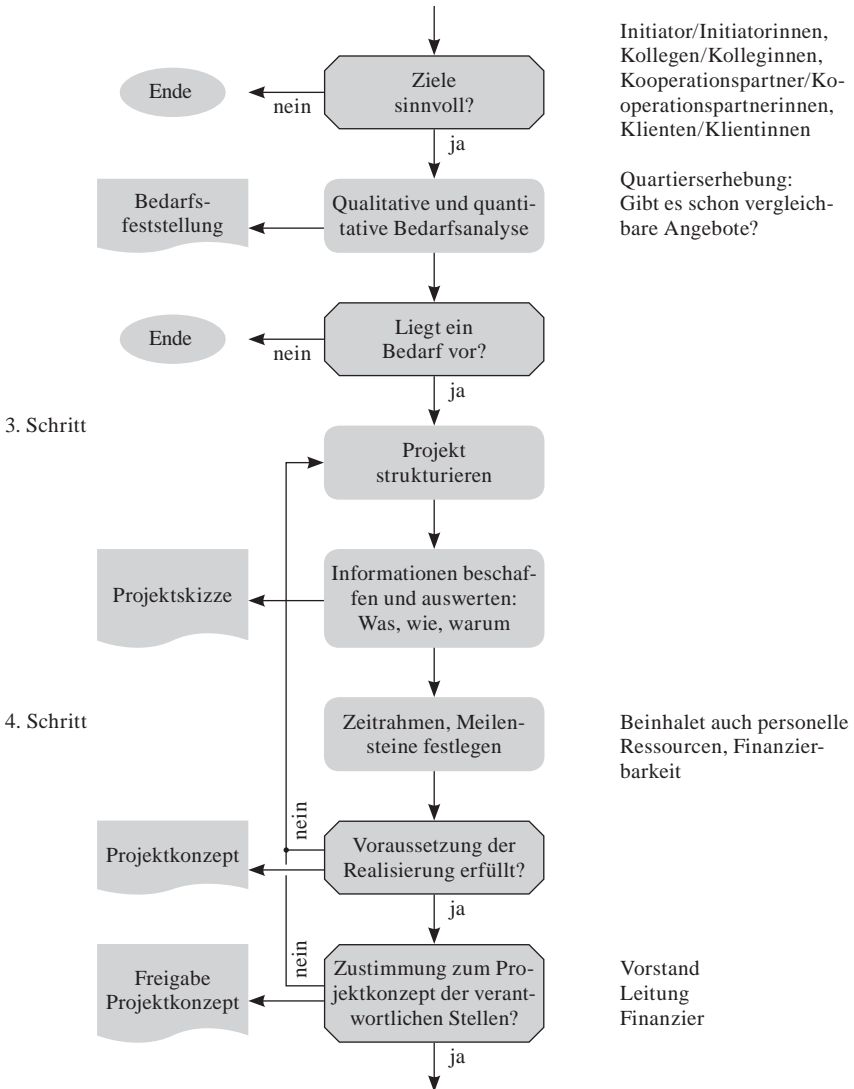 Initiator/Initiatorinnen,
Kollegen/Kolleginnen,
Kooperationspartner/Ko-
operationspartnerinnen,
Klienten/Klientinnen
Ziele
sinnvoll?
Ende
nein
ja
Quartierserhebung:
Gibt es schon vergleich-
bare Angebote?
Bedarfs-
feststellung
Qualitative und quanti-
tative Bedarfsanalyse
Liegt ein
Bedarf vor?
Ende
nein
ja
3. Schritt
Projekt
strukturieren
Projektskizze
Informationen beschaf-
fen und auswerten:
Was, wie, warum
4. Schritt
Zeitrahmen, Meilen-
steine festlegen
Beinhalet auch personelle
Ressourcen, Finanzier-
barkeit
nein
Projektkonzept
Voraussetzung der
Realisierung erfüllt?
ja
nein
Freigabe
Projektkonzept
Zustimmung zum Pro-
jektkonzept der verant-
wortlichen Stellen?
Vorstand
Leitung
Finanzier
ja